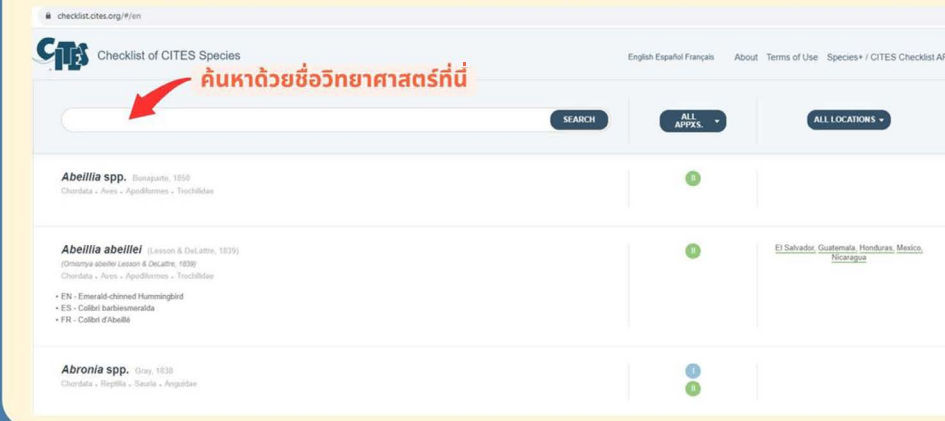 checklist.cites.org/#/en
CITES Checklist of CITES Species
English Español Français About Terms of Use Species+ / CITES Checklist AP
ค้นหาด้วยชื่อวิทยาศาสตร์ที่นี่
SEARCH
ALL
APPXS.
ALL LOCATIONS
Abeillia spp. Bonaparte, 1850
II
Chordata Aves Apodiformes Trochilidae
Abeillia abeillei (Lesson & DeLattre, 1839)
II
El Salvador, Guatemala, Honduras, Mexico,
Nicaragua
(Ornismya abeillei Lesson & DeLattre, 1839)
Chordata Aves Apodiformes Trochilidae
• EN - Emerald-chinned Hummingbird
• ES - Colibrí barbiesmeralda
• FR - Colibri d'Abeillé
Abronia spp. Gray, 1838
I
Chordata Reptilia Sauria Anguidae
II